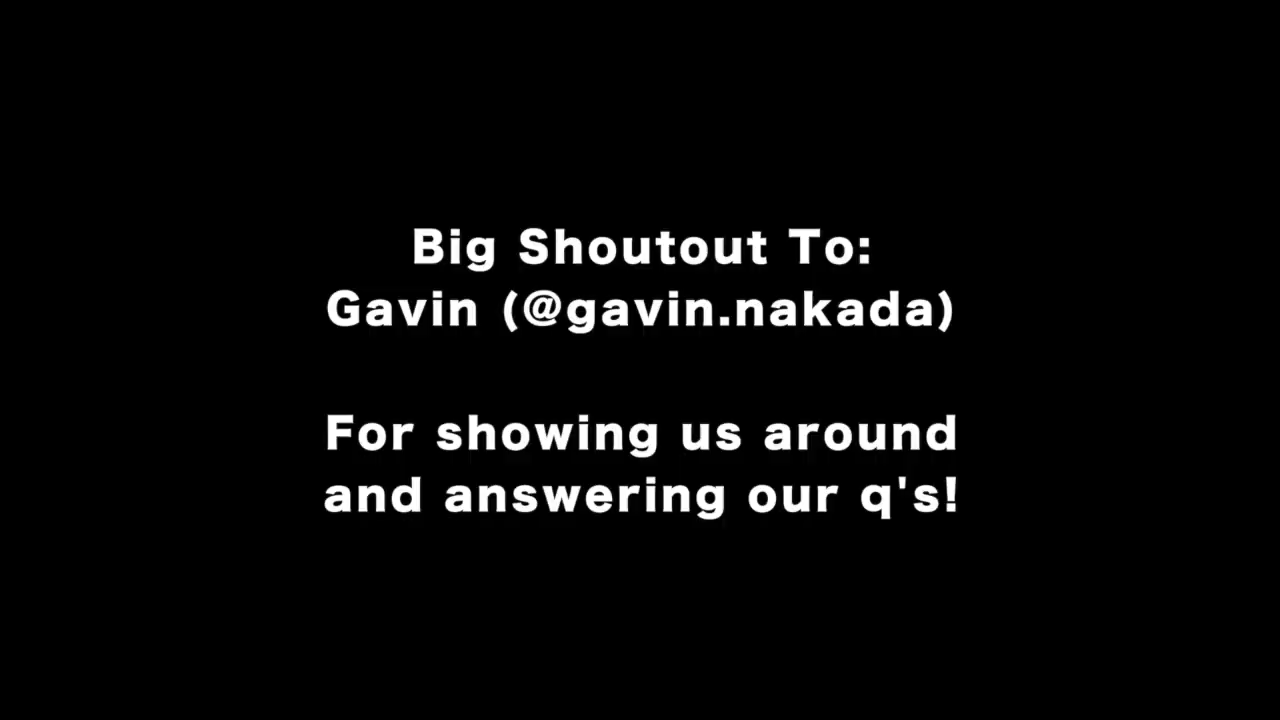 Big Shoutout To:
Gavin (@gavin.nakada)
For showing us around
and answering our q's!